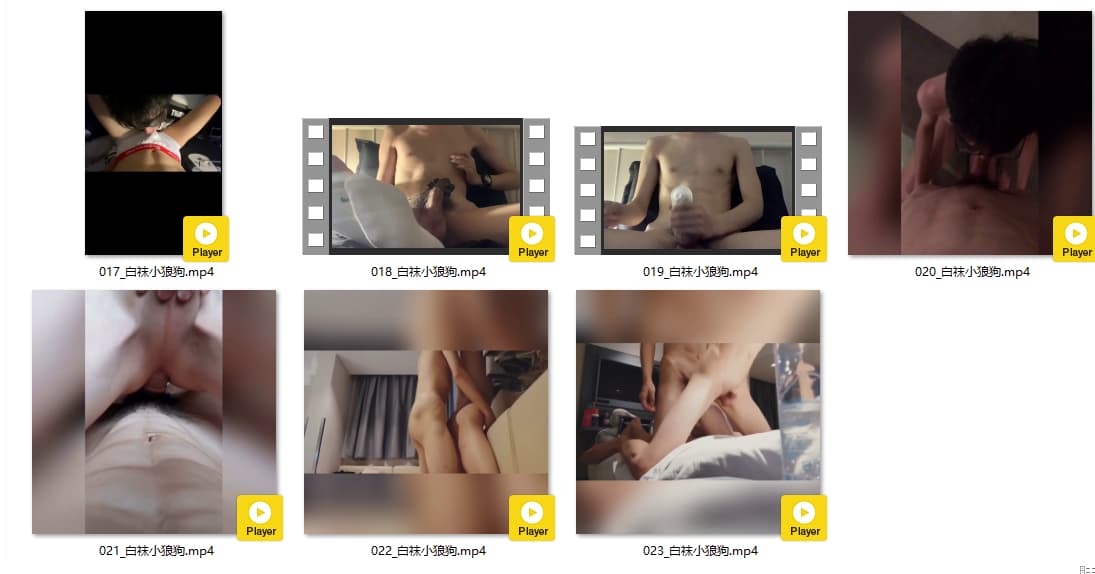 Player
Player
Player
Player
017_白袜小狼狗.mp4
018_白袜小狼狗.mp4
019_白袜小狼狗.mp4
020_白袜小狼狗.mp4
Player
Player
Player
021_白袜小狼狗.mp4
022_白袜小狼狗.mp4
023_白袜小狼狗.mp4